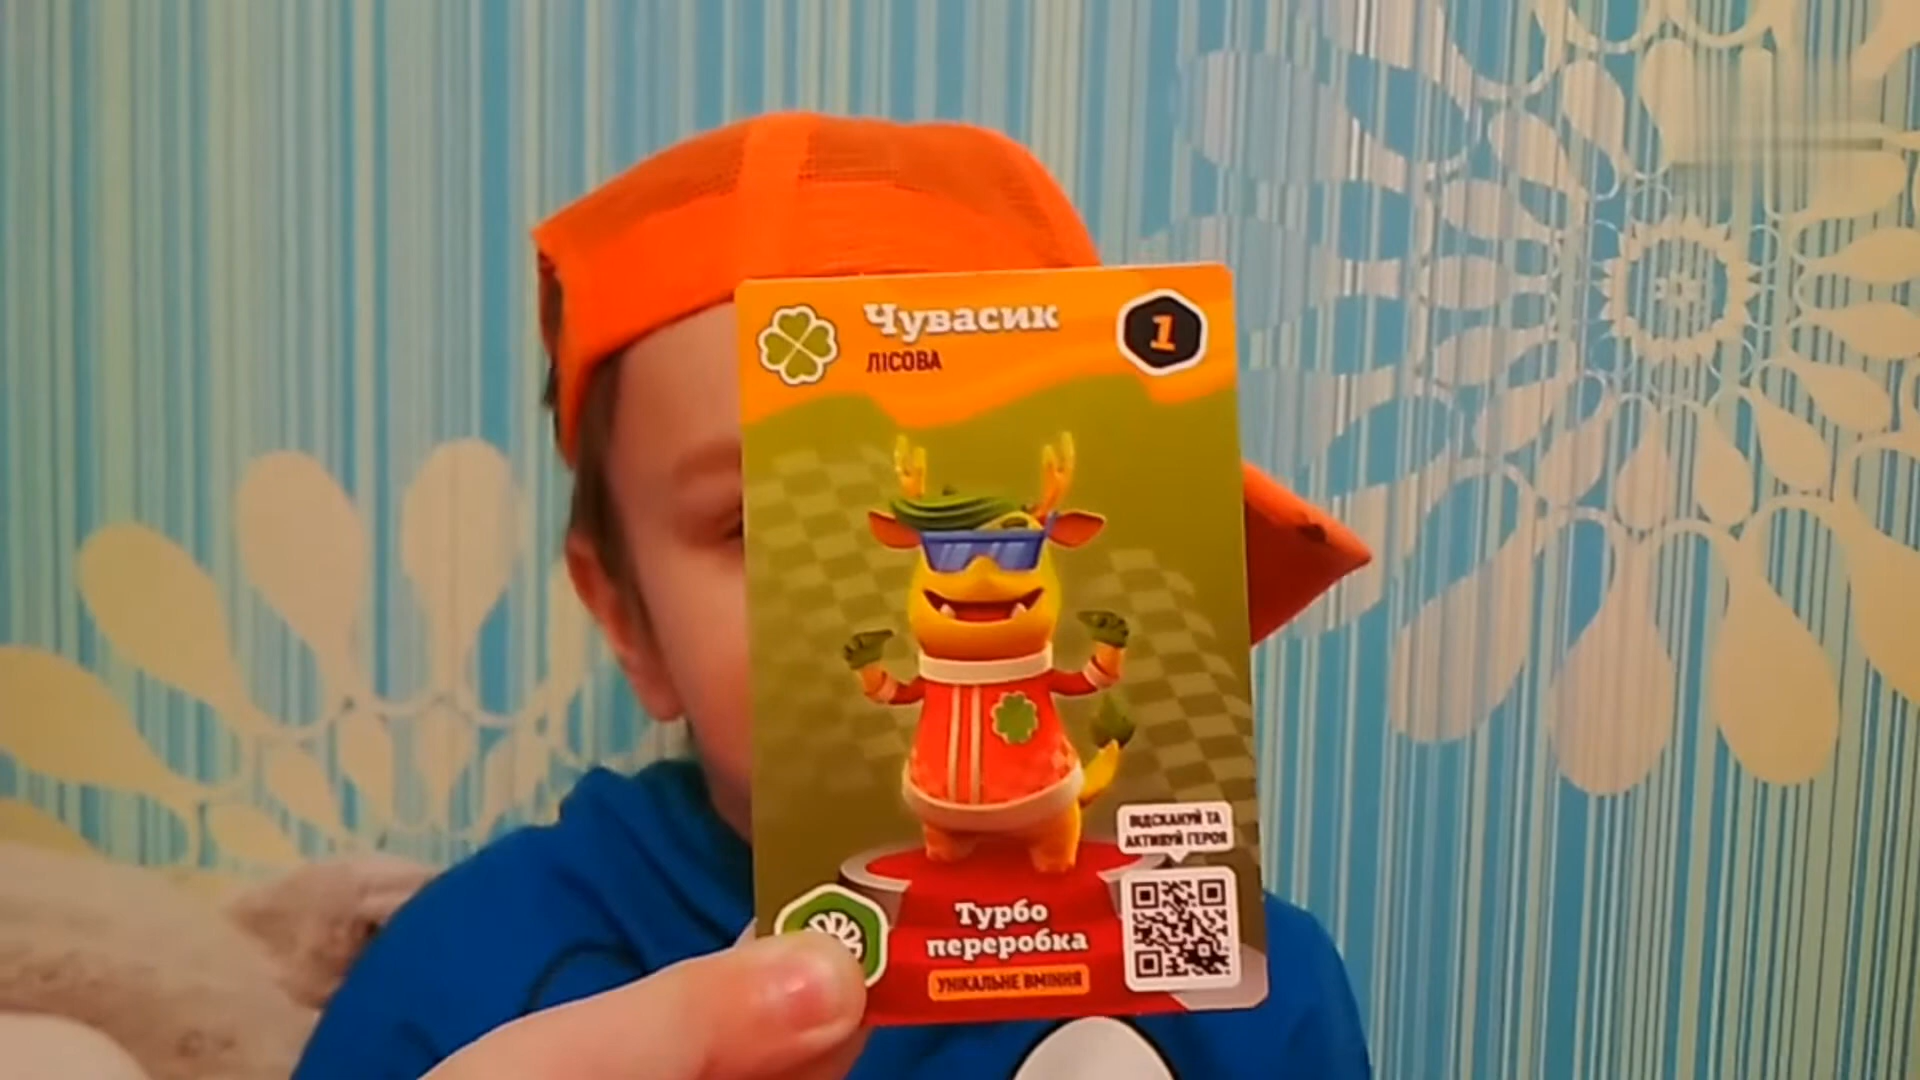 Чувасик
ЛІСОВА
1
ВІДСКАНУЙ ТА
АКТИВУЙ ГЕРОЯ
Турбо
переробка
УНІКАЛЬНЕ ВМІННЯ